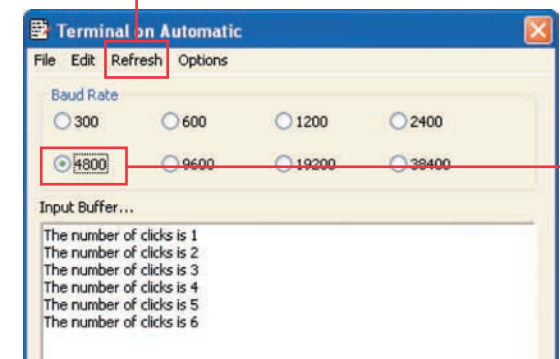 Terminal on Automatic
File Edit Refresh Options
Baud Rate
300 600 1200 2400
4800 9600 19200 38400
Input Buffer...
The number of clicks is 1
The number of clicks is 2
The number of clicks is 3
The number of clicks is 4
The number of clicks is 5
The number of clicks is 6